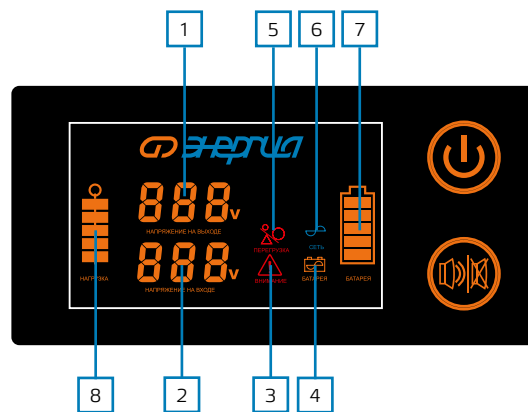 1
5
6
7
Энергия
888v
НАПРЯЖЕНИЕ НА ВЫХОДЕ
ПЕРЕГРУЗКА
СЕТЬ
888v
НАПРЯЖЕНИЕ НА ВХОДЕ
НАГРУЗКА
ВНИМАНИЕ
БАТАРЕЯ
БАТАРЕЯ
8
2
3
4